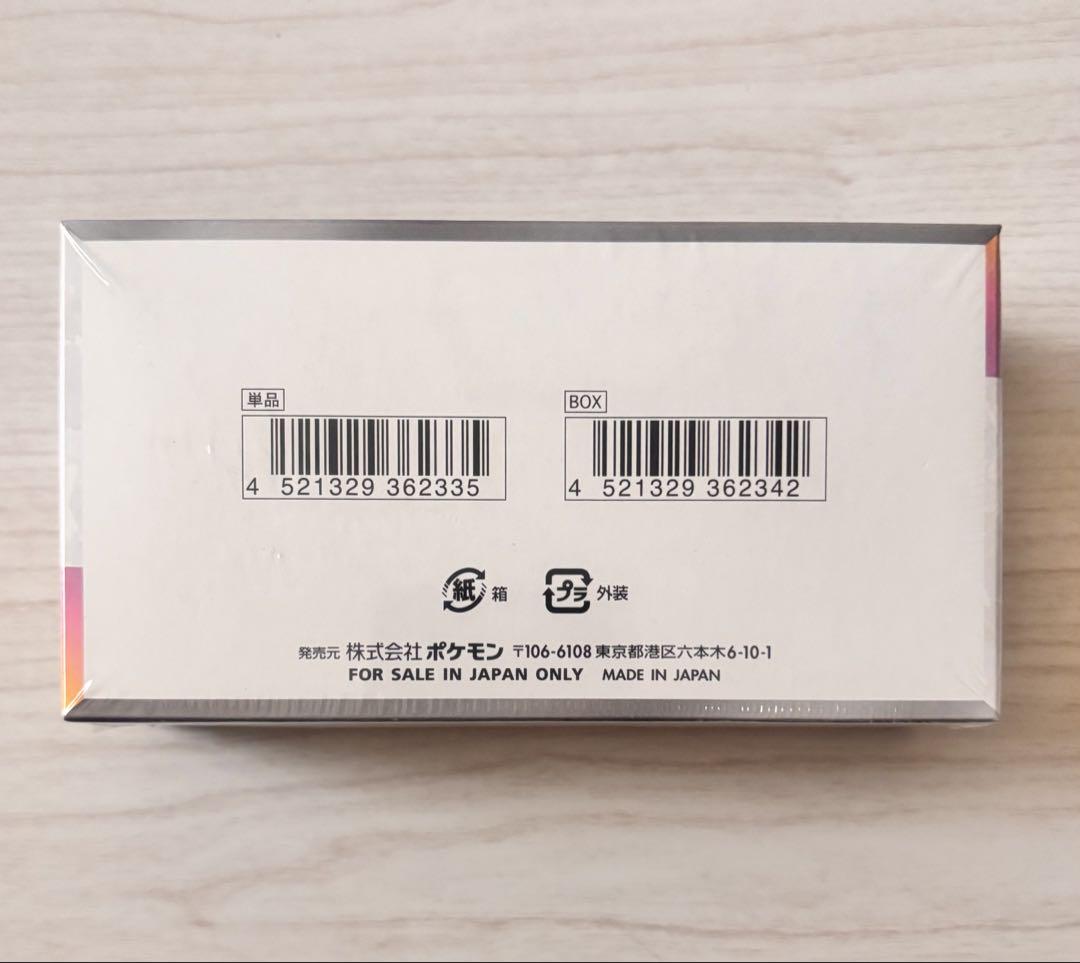 単品
4 521329 362335
BOX
4 521329 362342
紙 箱
プラ 外装
発売元 株式会社 ポケモン 〒106-6108 東京都港区六本木6-10-1
FOR SALE IN JAPAN ONLY MADE IN JAPAN